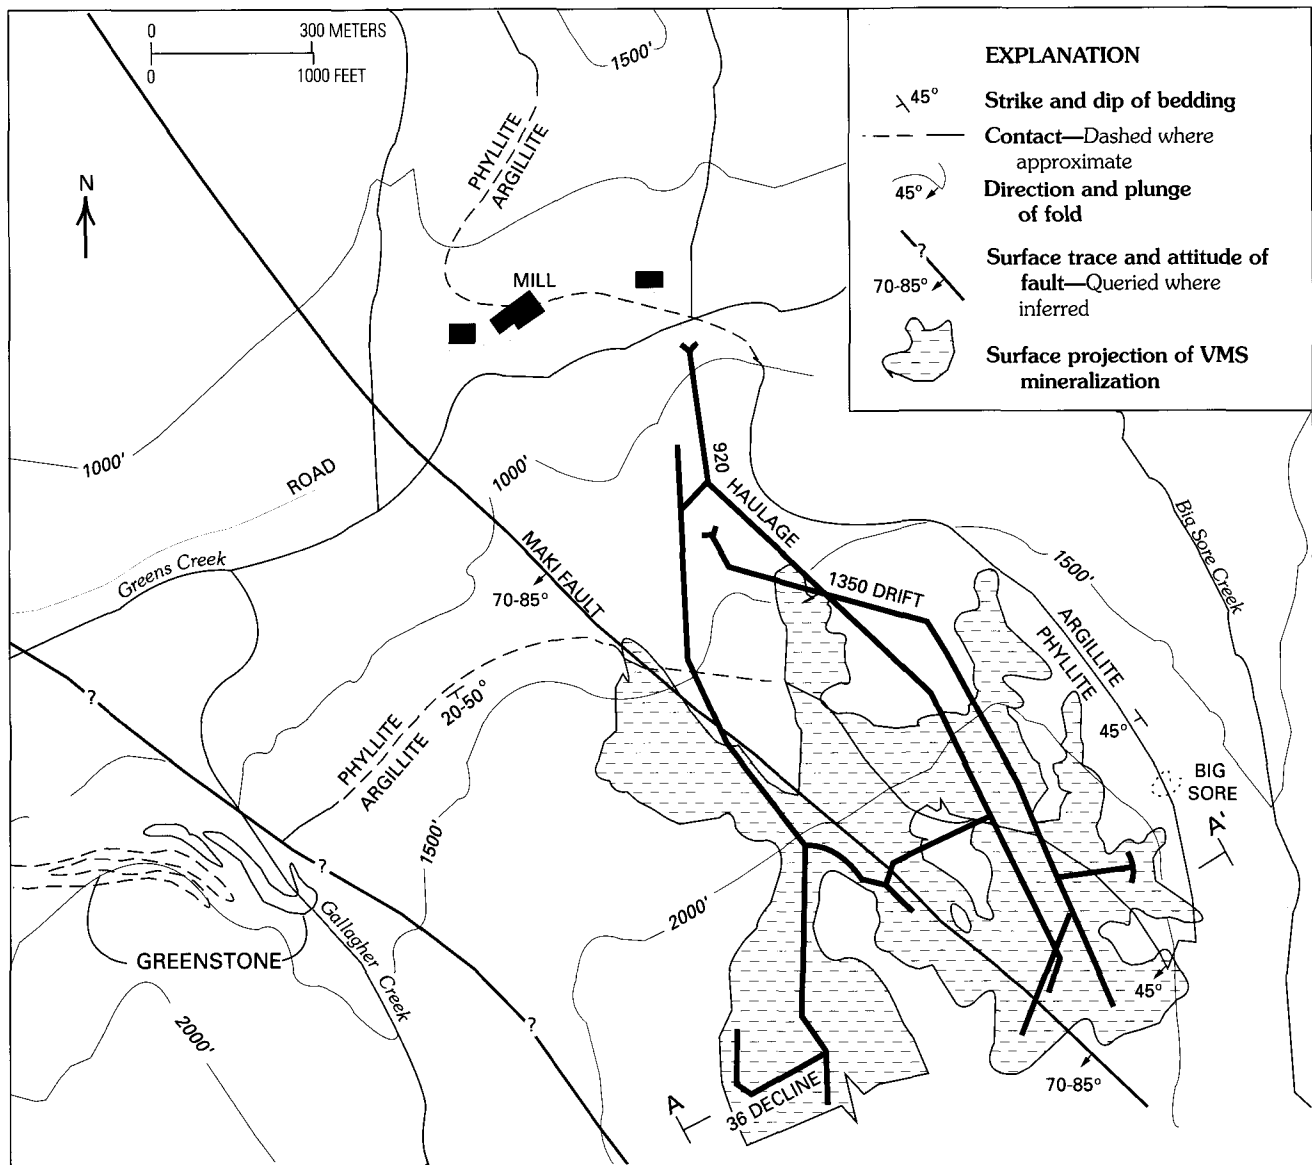 0 300 METERS
0 1000 FEET
N
1500'
PHYLLITE
ARGILLITE
MILL
EXPLANATION
45° Strike and dip of bedding
Contact—Dashed where
approximate
45° Direction and plunge
of fold
?
70-85°
Surface trace and attitude of
fault—Queried where
inferred
Surface projection of VMS
mineralization
1000'
ROAD
1000'
920 HAULAGE
Greens Creek
MAKI FAULT
70-85°
1350 DRIFT
1500'
Big Sore Creek
ARGILLITE
PHYLLITE
45°
BIG
SORE
A'
?
20-50°
PHYLLITE
ARGILLITE
1500'
?
2000'
GREENSTONE
Gallagher Creek
2000'
?
45°
70-85°
A
36 DECLINE